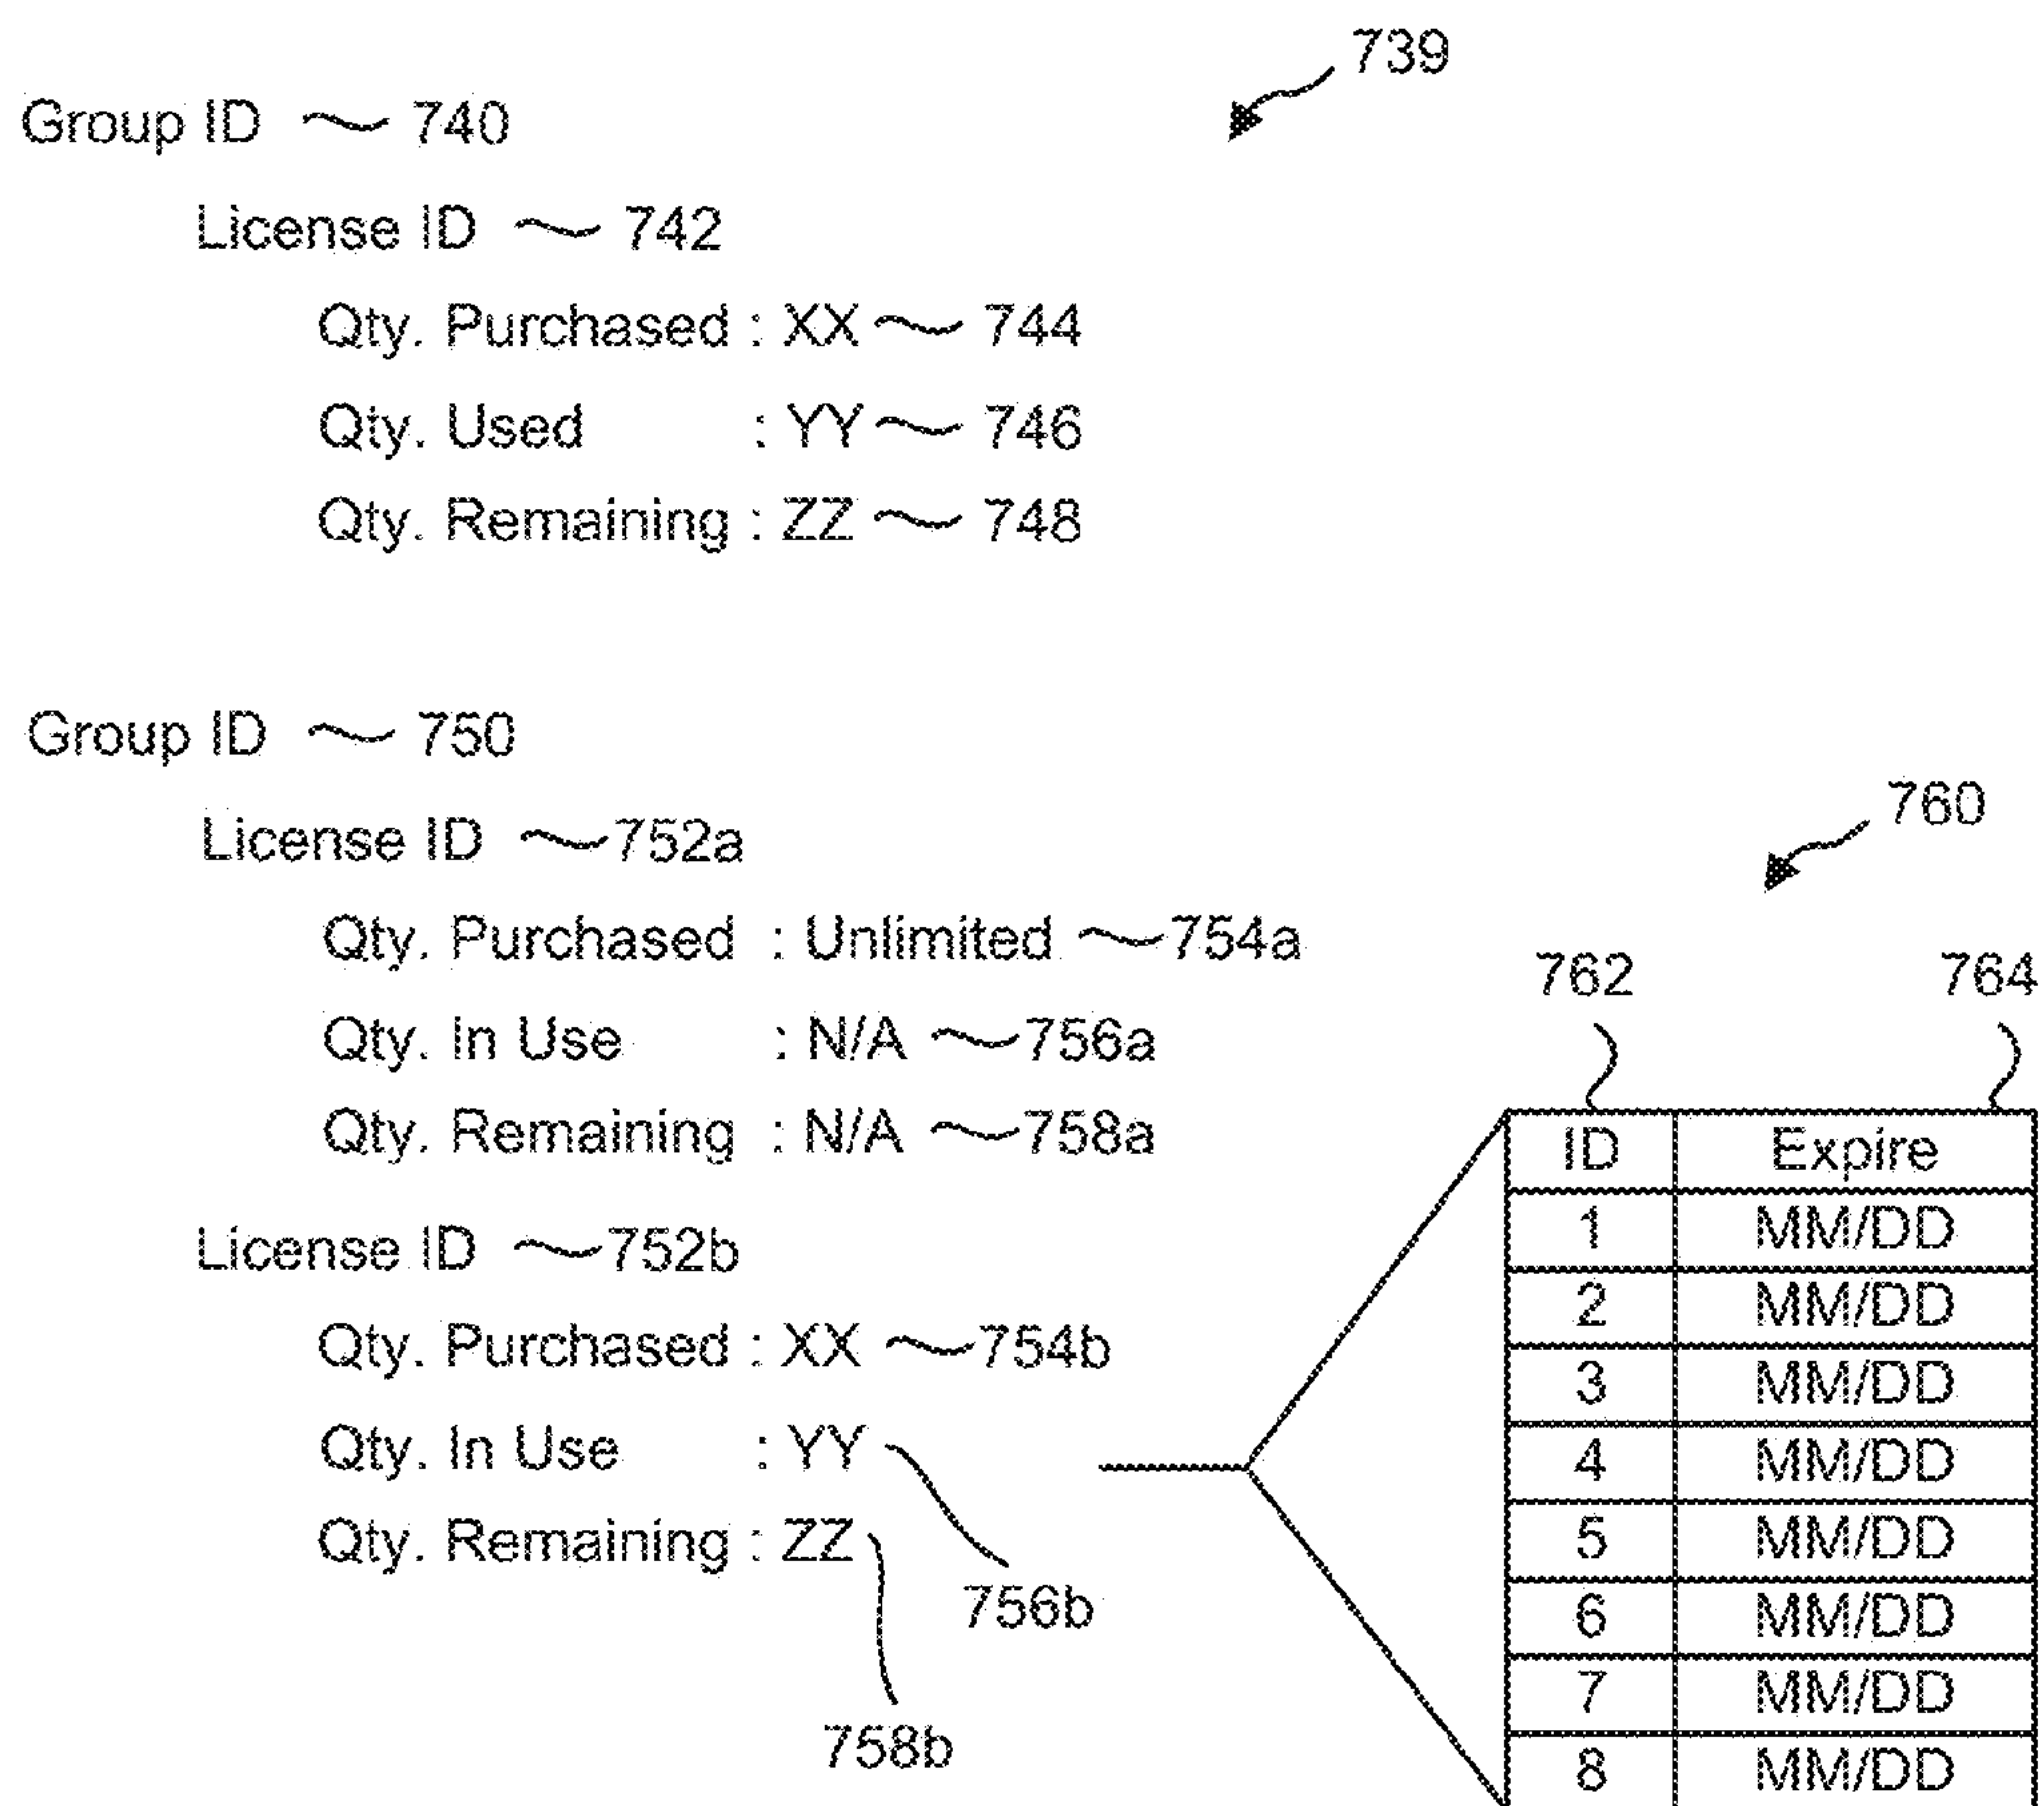 739
Group ID 740
License ID 742
Qty. Purchased : XX 744
Qty. Used : YY 746
Qty. Remaining : ZZ 748
Group ID 750
License ID 752a
Qty. Purchased : Unlimited 754a
Qty. In Use : N/A 756a
Qty. Remaining : N/A 758a
License ID 752b
Qty. Purchased : XX 754b
Qty. In Use : YY
Qty. Remaining : ZZ
756b
758b
760
762 764
ID Expire
1 MM/DD
2 MM/DD
3 MM/DD
4 MM/DD
5 MM/DD
6 MM/DD
7 MM/DD
8 MM/DD